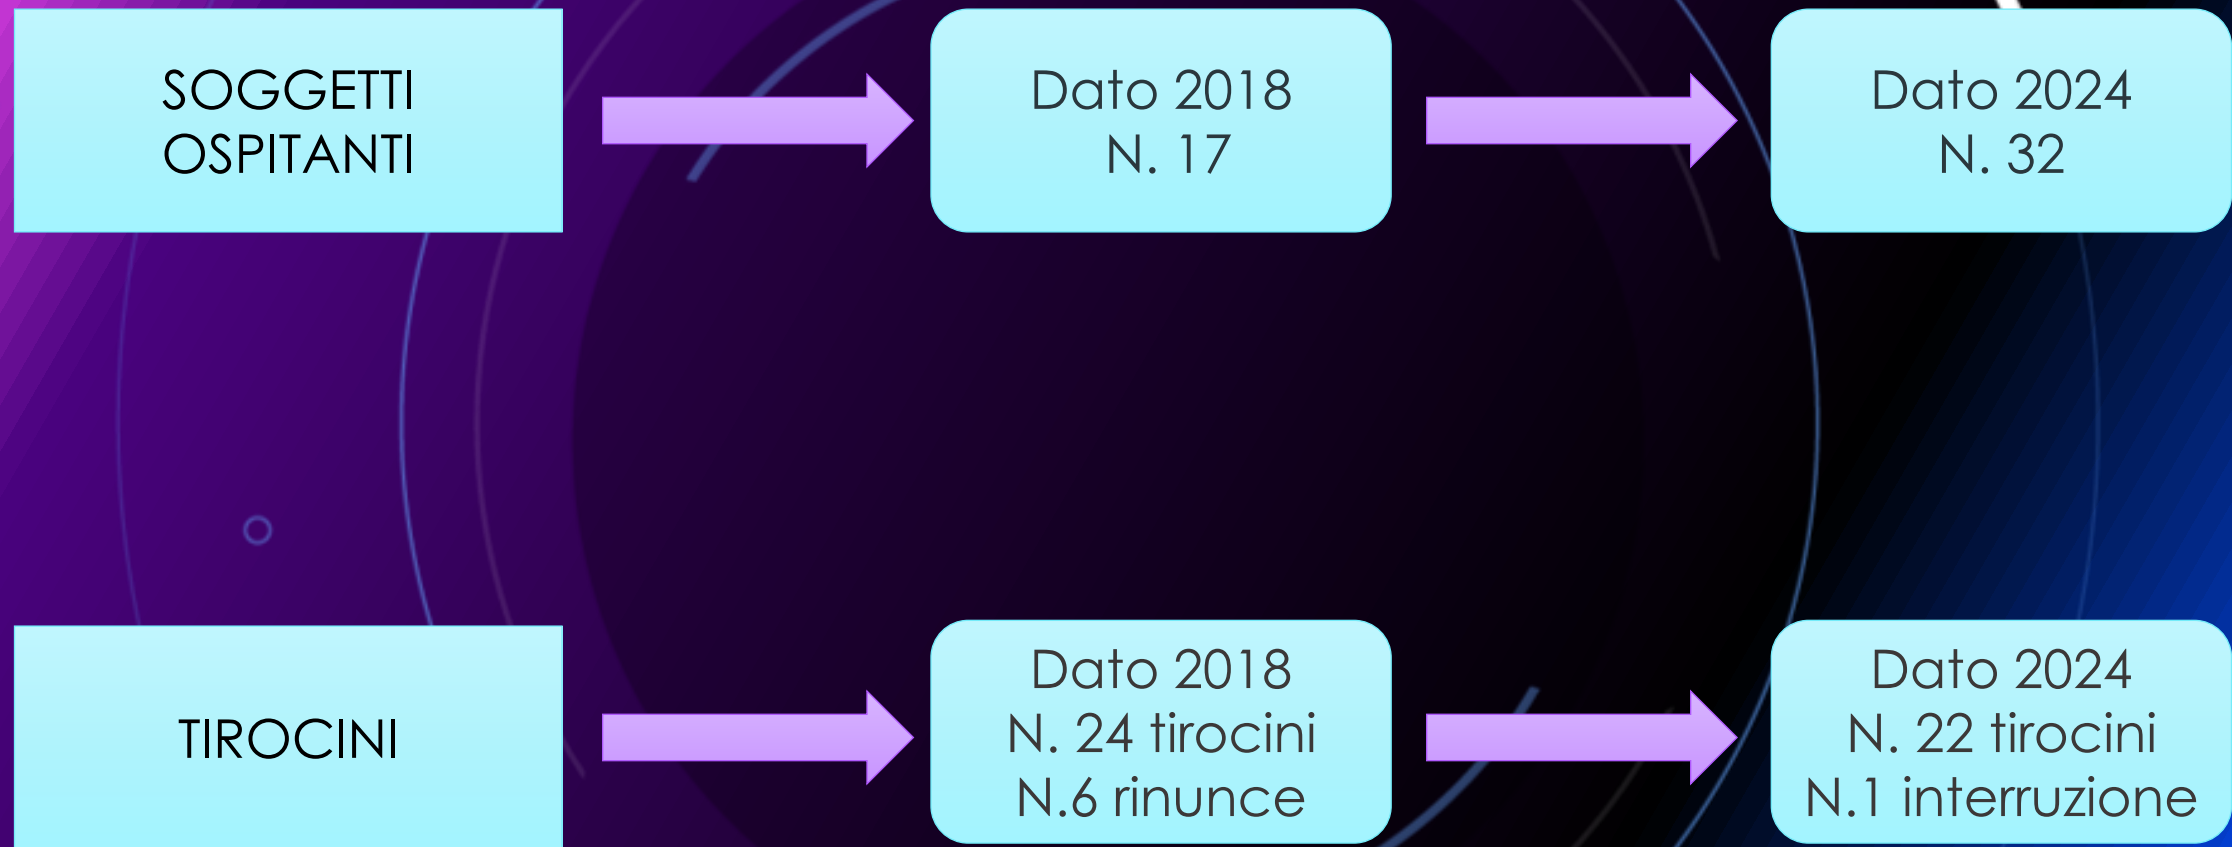 SOGGETTI
OSPITANTI
Dato 2018
N. 17
Dato 2024
N. 32
TIROCINI
Dato 2018
N. 24 tirocini
N.6 rinunce
Dato 2024
N. 22 tirocini
N.1 interruzione